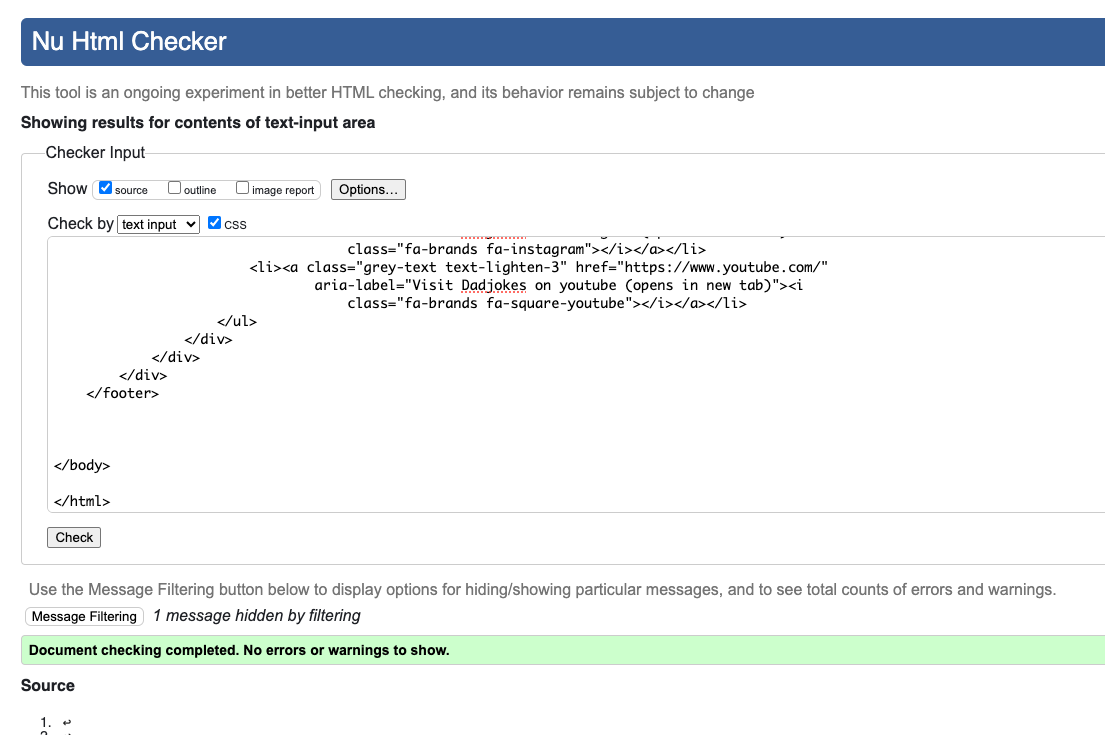 Nu Html Checker
This tool is an ongoing experiment in better HTML checking, and its behavior remains subject to change
Showing results for contents of text-input area
Checker Input
Show source outline image report Options...
Check by text input CSS
class="fa-brands fa-instagram"></i></a></li>
<li><a class="grey-text text-lighten-3" href="https://www.youtube.com/"
aria-label="Visit Dadjokes on youtube (opens in new tab)"><i
class="fa-brands fa-square-youtube"></i></a></li>
</ul>
</div>
</div>
</div>
</footer>
</body>
</html>
Check
Use the Message Filtering button below to display options for hiding/showing particular messages, and to see total counts of errors and warnings.
Message Filtering 1 message hidden by filtering
Document checking completed. No errors or warnings to show.
Source
1. ↩